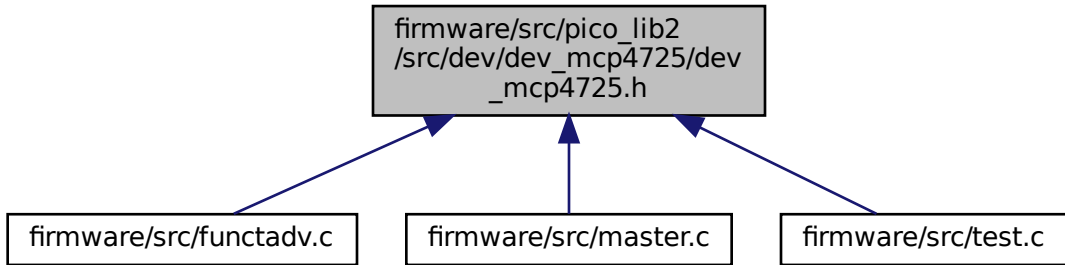 firmware/src/pico_lib2
/src/dev/dev_mcp4725/dev
_mcp4725.h
firmware/src/functadv.c
firmware/src/master.c
firmware/src/test.c